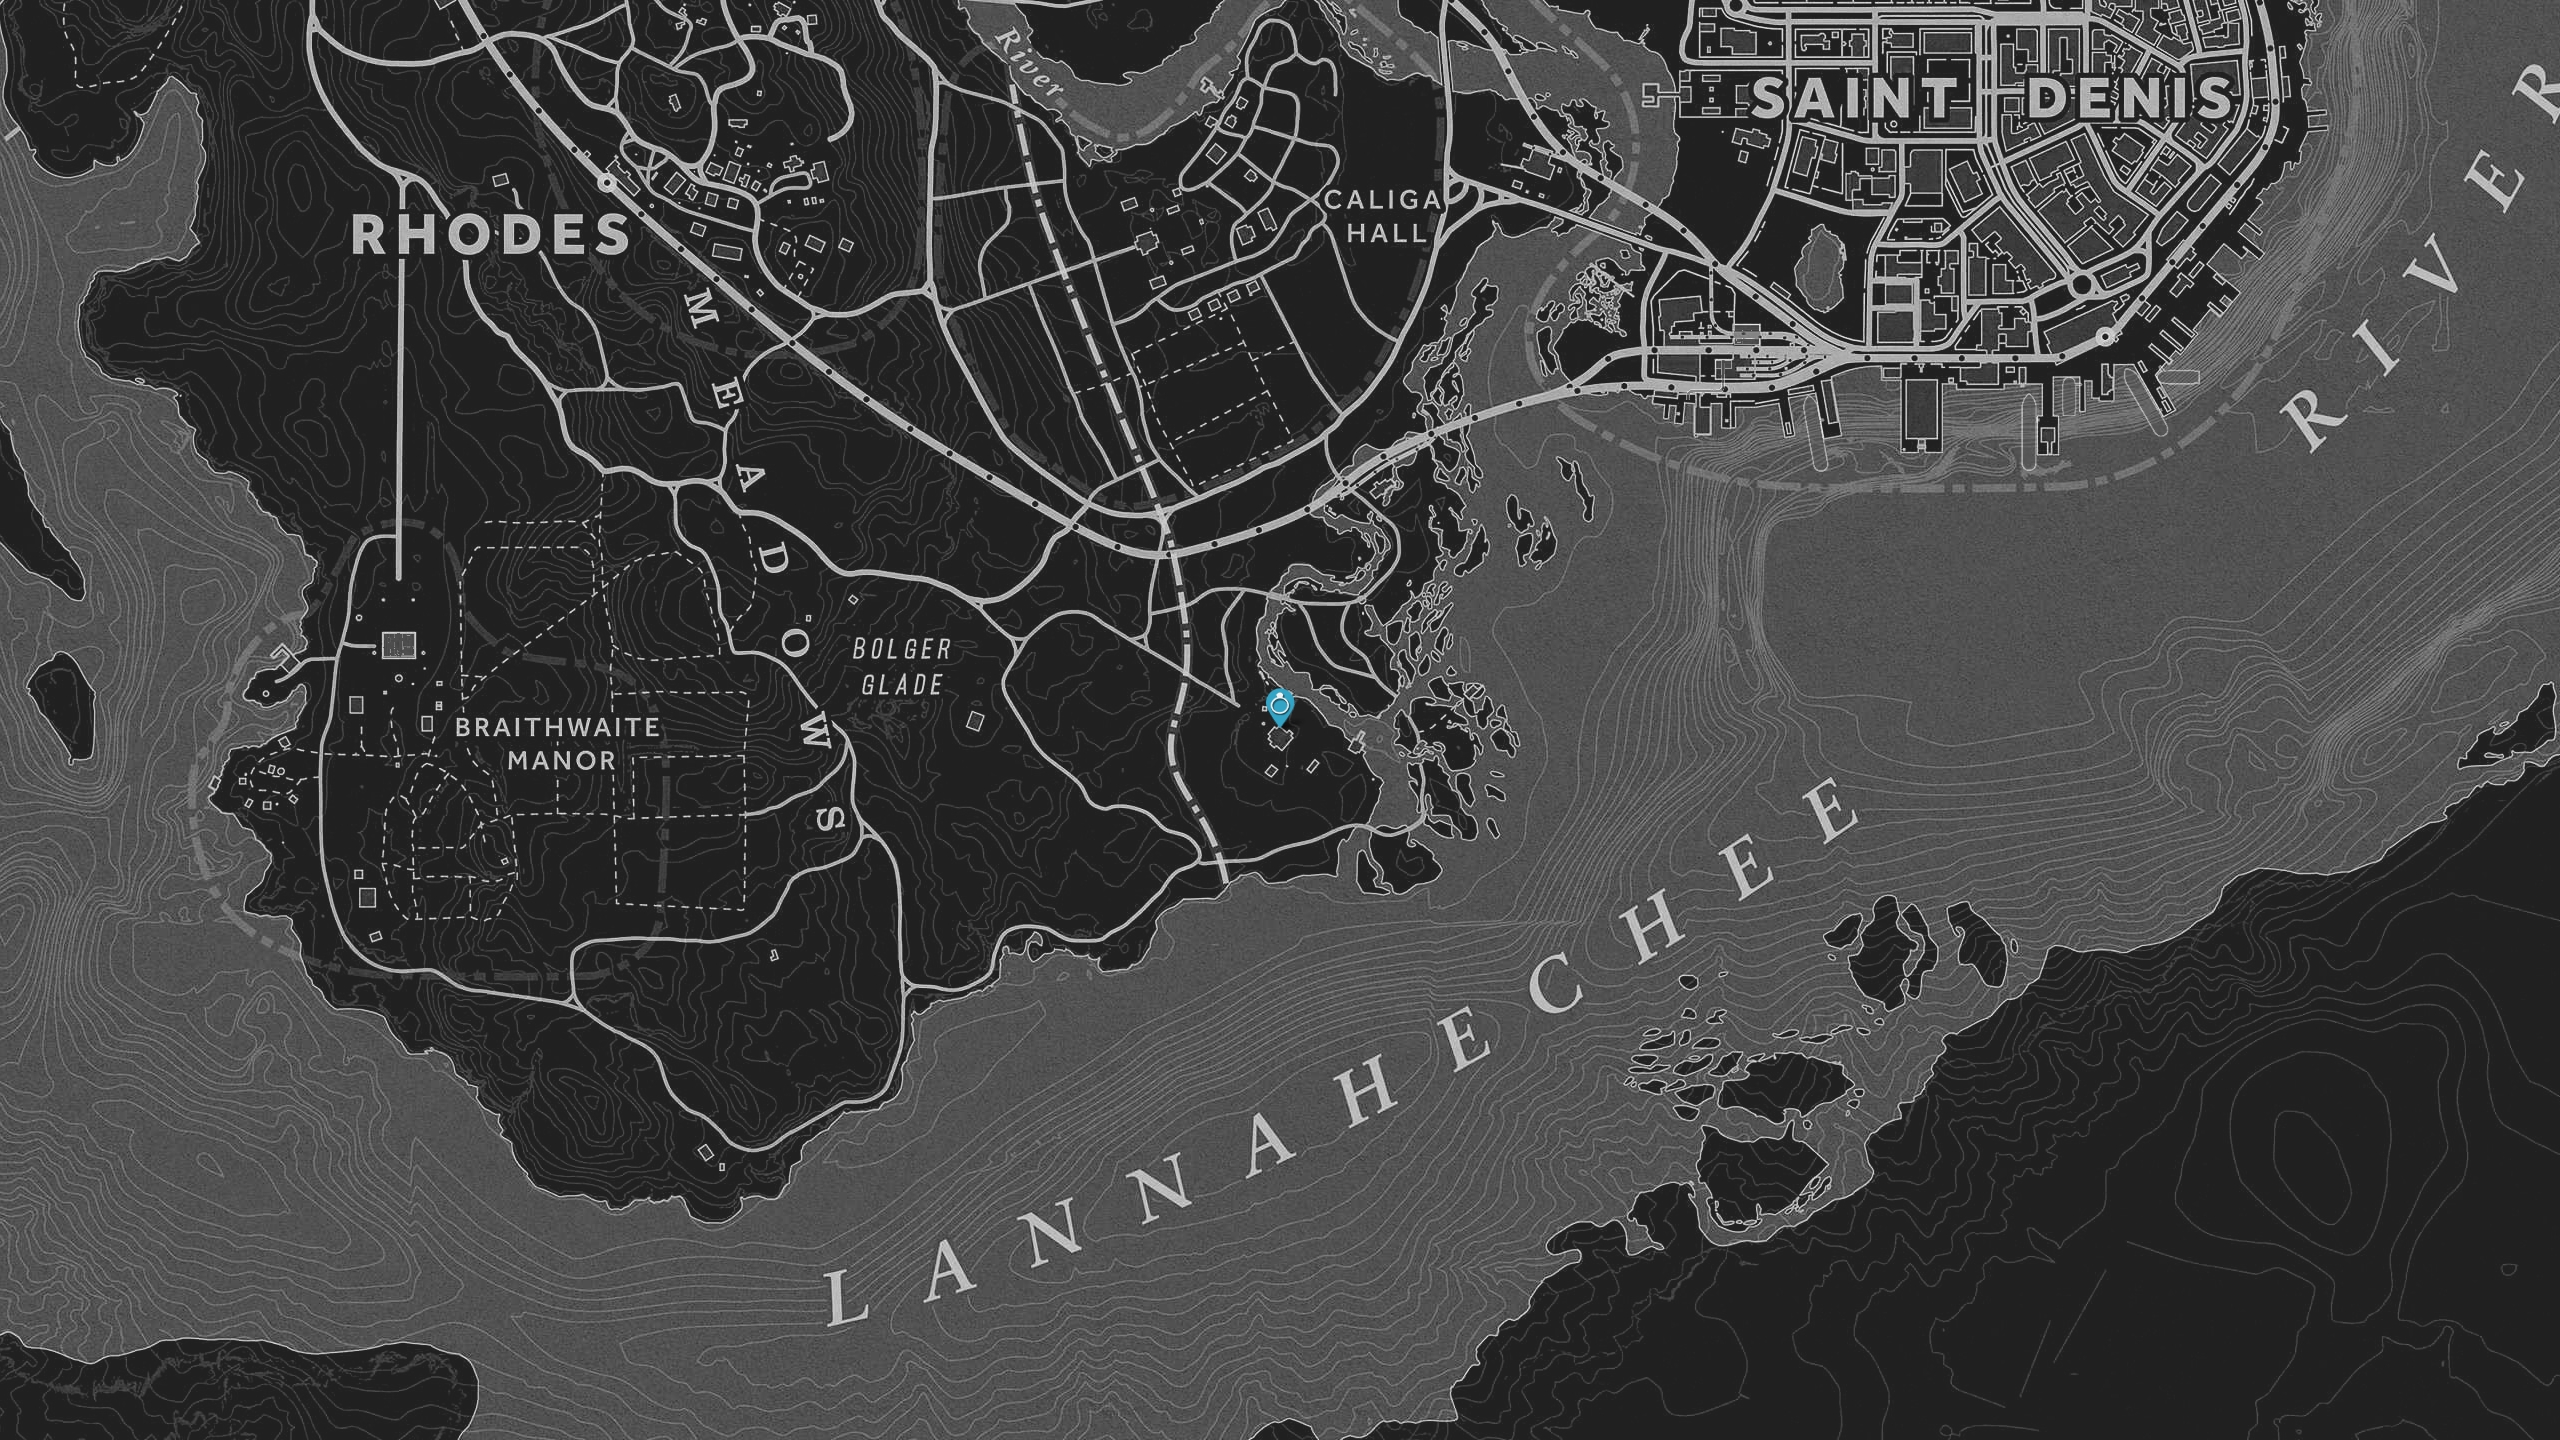 River
SAINT DENIS
RHODES
CALIGA
HALL
MEADOWS
BOLGER
GLADE
BRAITHWAITE
MANOR
LANNAHECHEE RIVER